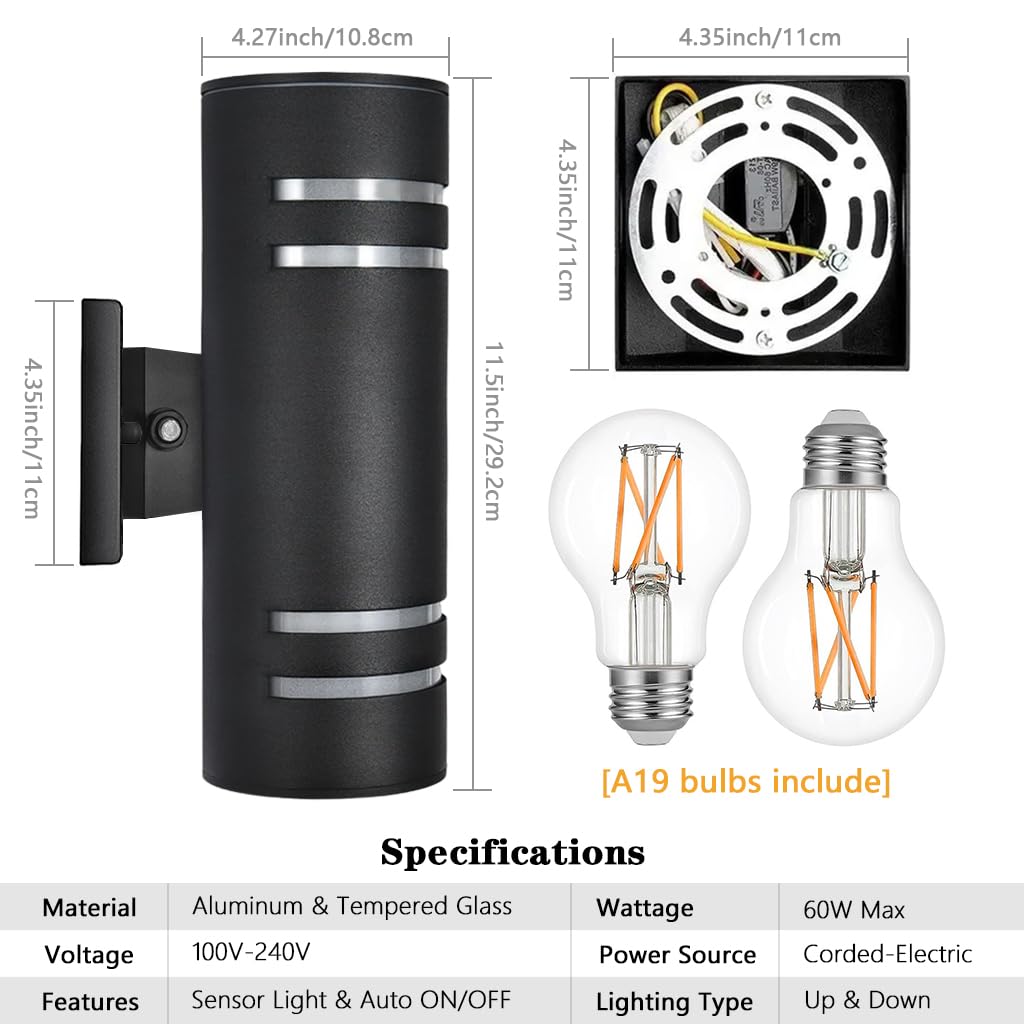 4.27inch/10.8cm
4.35inch/11cm
4.35inch/11cm
11.5inch/29.2cm
4.35inch/11cm
[A19 bulbs include]
Specifications
Material Aluminum & Tempered Glass Wattage 60W Max
Voltage 100V-240V Power Source Corded-Electric
Features Sensor Light & Auto ON/OFF Lighting Type Up & Down